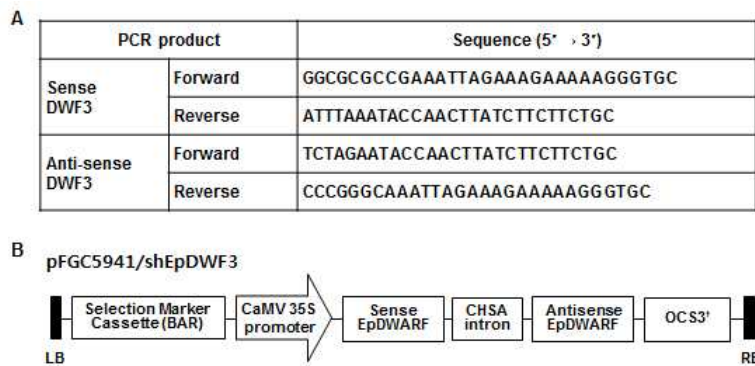 A
PCR product Sequence (5' → 3')
Sense DWF3 Forward GGCGCGCCGAAATTAGAAAGAAAAAGGGTGC
Reverse ATTTAAATACCAACTTATCTTCTTCTGC
Anti-sense DWF3 Forward TCTAGAATACCAACTTATCTTCTTCTGC
Reverse CCCGGGCAAATTAGAAAGAAAAAGGGTGC
B
pFGC5941/shEpDWF3
Selection Marker Cassette (BAR)
CaMV 35S promoter
Sense EpDWARF
CHSA intron
Antisense EpDWARF
OCS3'
LB
RB